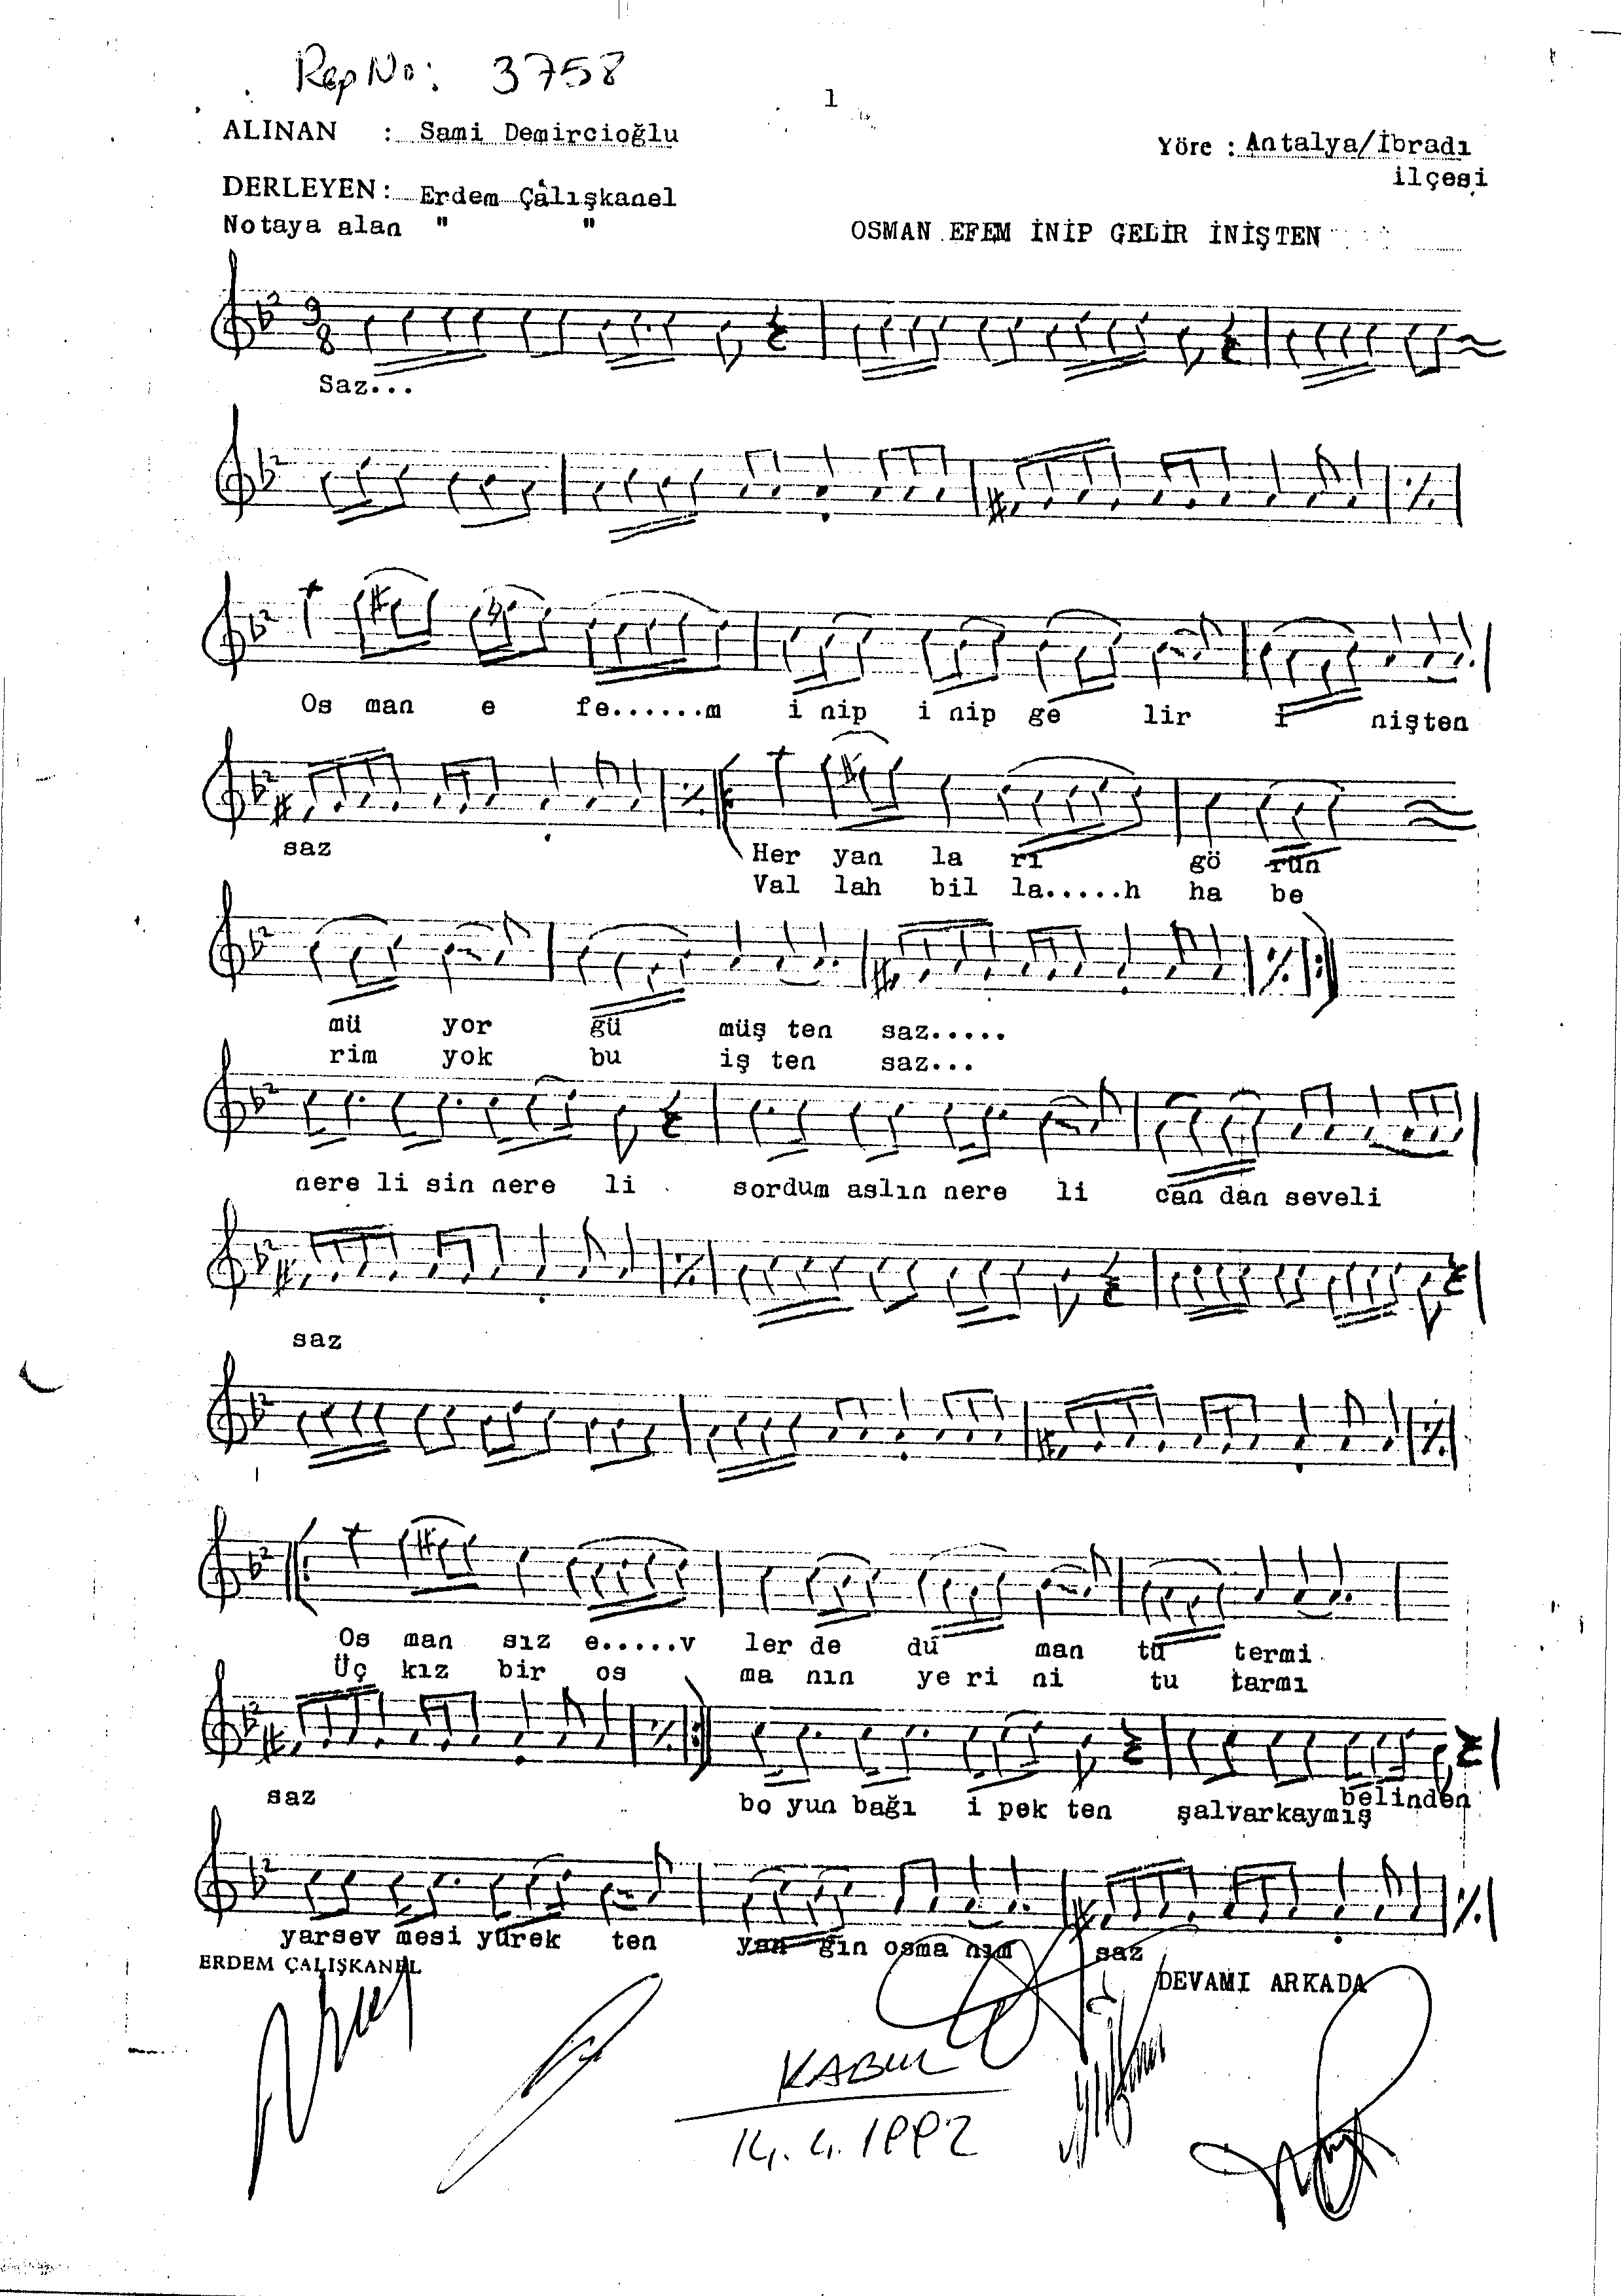 Rep No: 3758
1
ALINAN : Sami Demircioğlu
Yöre : Antalya/İbradı
ilçesi
DERLEYEN: Erdem Çalışkanel
Notaya alan " "
OSMAN EFEM İNİP GELİR İNİŞTEN
9
8
Saz...
Os man e fe......m i nip i nip ge lir i nişten
saz
Her yan la rı gö rün
Val lah bil la.....h ha be
mü yor gü müş ten saz.....
rim yok bu iş ten saz...
nere li sin nere li sordum aslın nere li can dan seveli
saz
Os man sız e.....v ler de du man tü termi
Üç kız bir os ma nın ye ri ni tu tarmı
saz
bo yun bağı i pek ten şalvarkaymış belinden
yarsev mesi yürek ten yan gın osma nım saz
ERDEM ÇALIŞKANEL
DEVAMI ARKADA
KABUL
14.4.1992